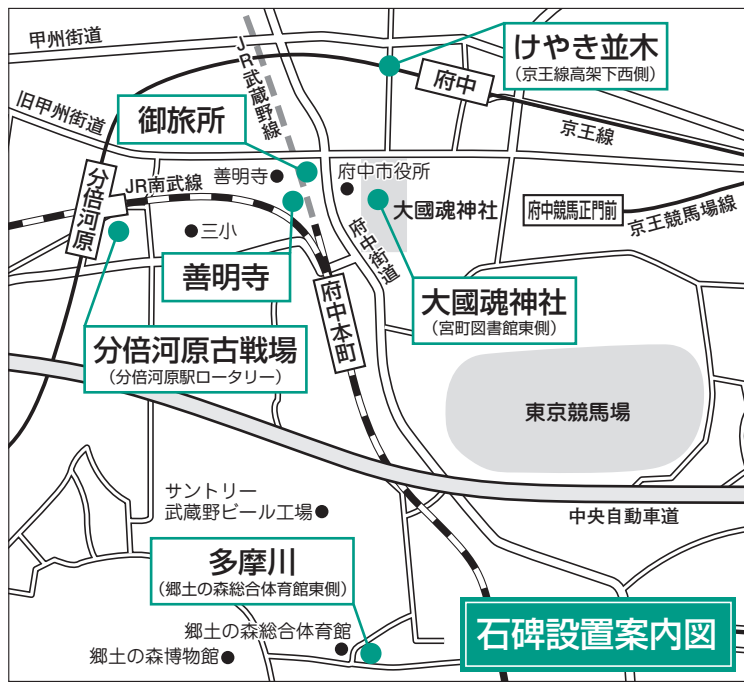 甲州街道
JR武蔵野線
けやき並木
(京王線高架下西側)
府中
京王線
旧甲州街道
御旅所
善明寺
府中市役所
分倍河原
JR南武線
三小
大國魂神社
府中競馬正門前
京王競馬場線
府中街道
善明寺
府中本町
大國魂神社
(宮町図書館東側)
分倍河原古戦場
(分倍河原駅ロータリー)
東京競馬場
サントリー
武蔵野ビール工場
中央自動車道
多摩川
(郷土の森総合体育館東側)
郷土の森総合体育館
郷土の森博物館
石碑設置案内図